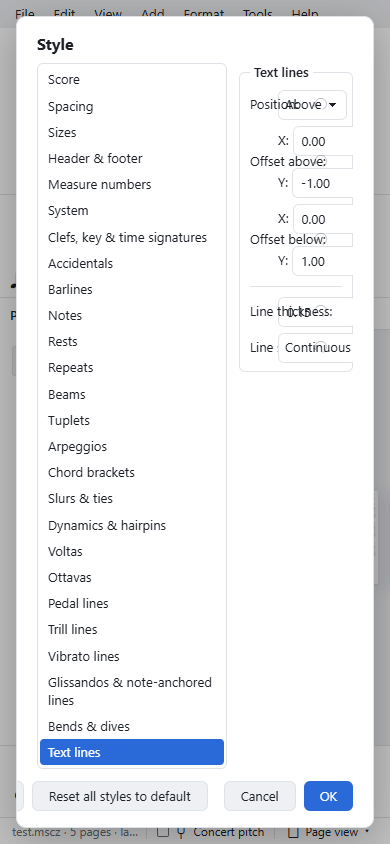 File Edit View Add Format Tools Help
Style
Score
Spacing
Sizes
Header & footer
Measure numbers
System
Clefs, key & time signatures
Accidentals
Barlines
Notes
Rests
Repeats
Beams
Tuplets
Arpeggios
Chord brackets
Slurs & ties
Dynamics & hairpins
Voltas
Ottavas
Pedal lines
Trill lines
Vibrato lines
Glissandos & note-anchored
lines
Bends & dives
Text lines
Text lines
Position: Above
X: 0.00
Offset above:
Y: -1.00
X: 0.00
Offset below:
Y: 1.00
Line thickness:
Line Continuous
Reset all styles to default Cancel OK
test.mscz · 5 pages · la... Concert pitch Page view